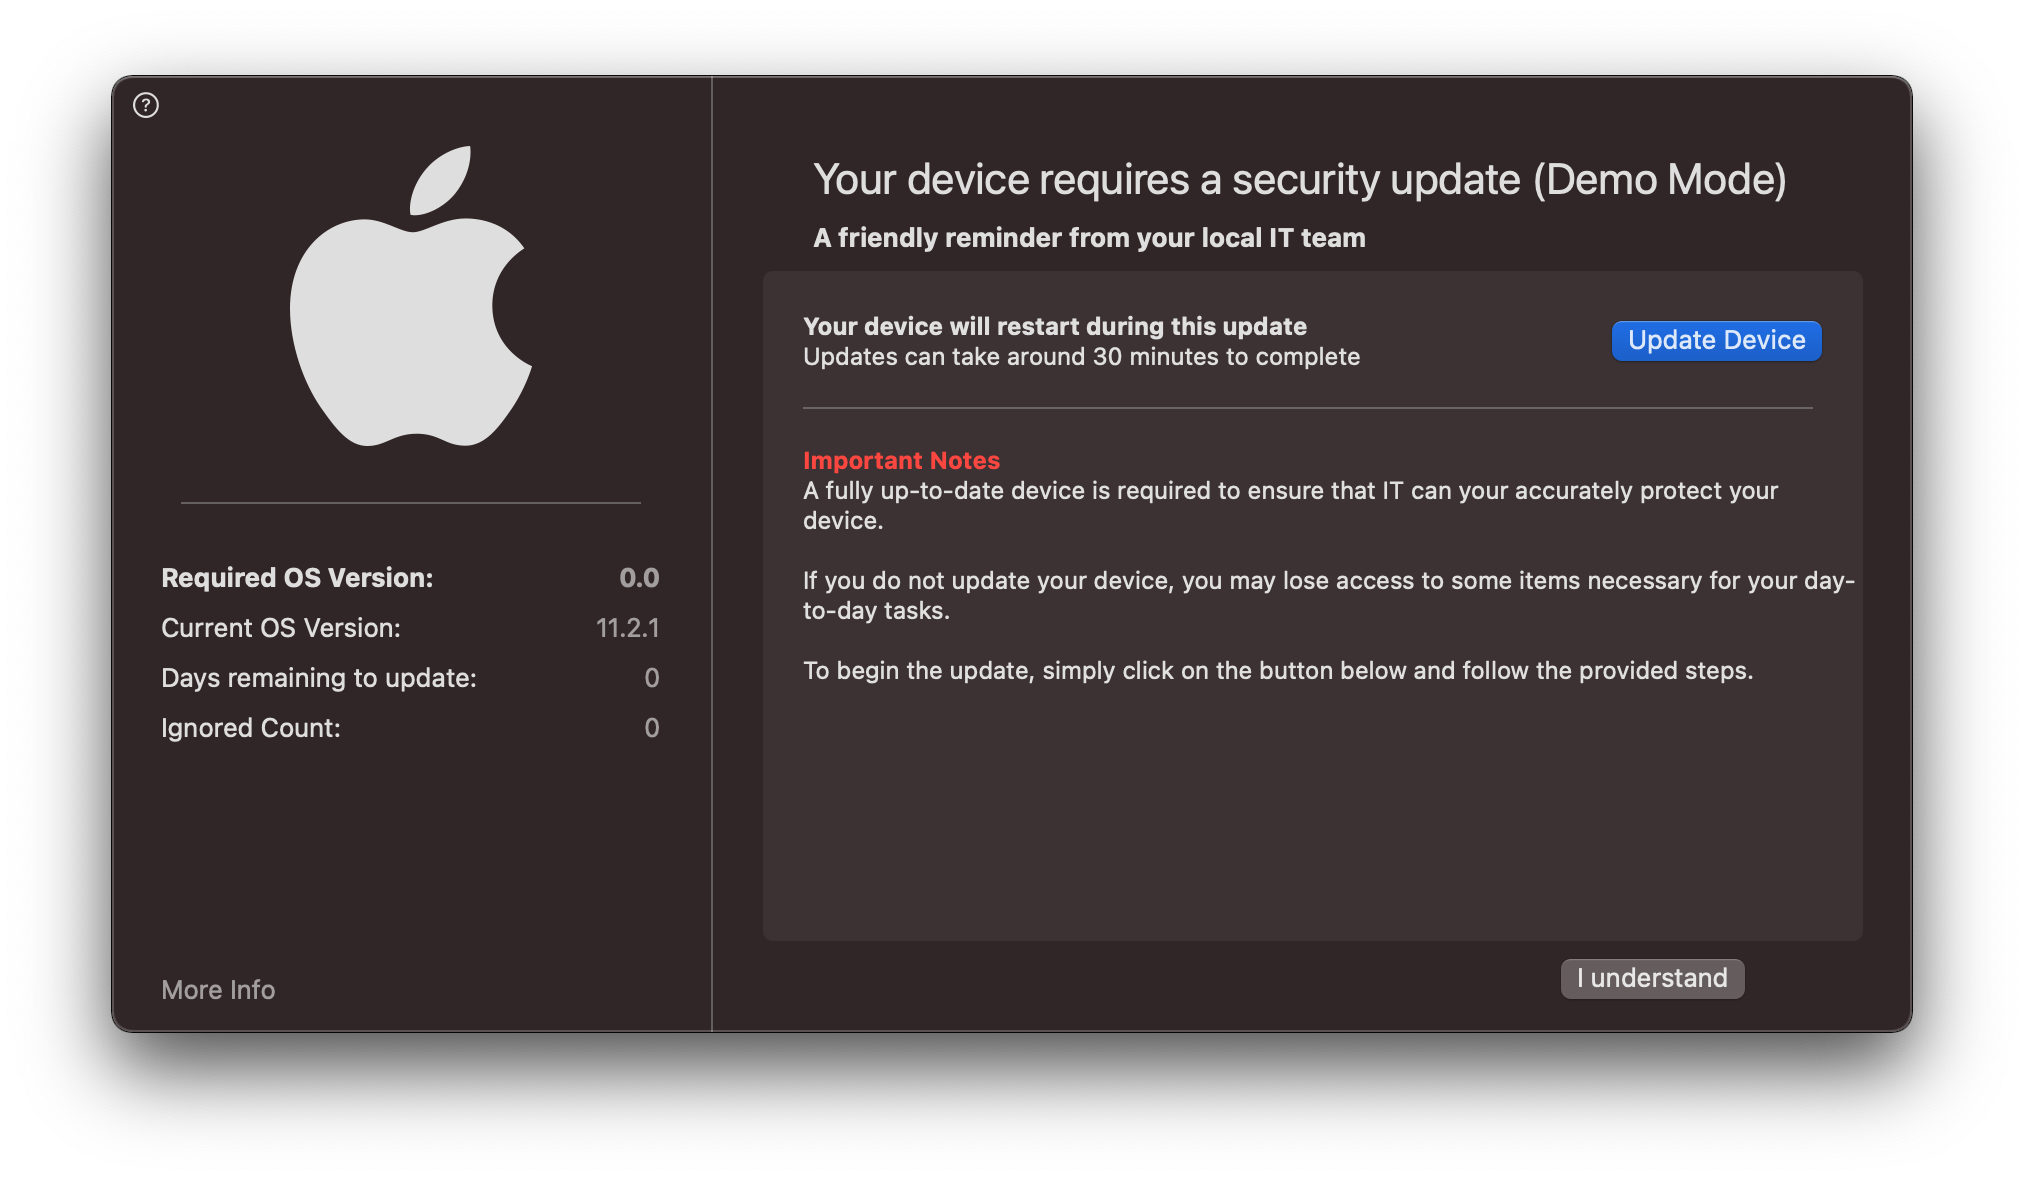 ?
Your device requires a security update (Demo Mode)
A friendly reminder from your local IT team
Your device will restart during this update
Updates can take around 30 minutes to complete
Update Device
Important Notes
A fully up-to-date device is required to ensure that IT can your accurately protect your
device.
If you do not update your device, you may lose access to some items necessary for your day-
to-day tasks.
To begin the update, simply click on the button below and follow the provided steps.
Required OS Version: 0.0
Current OS Version: 11.2.1
Days remaining to update: 0
Ignored Count: 0
More Info
I understand